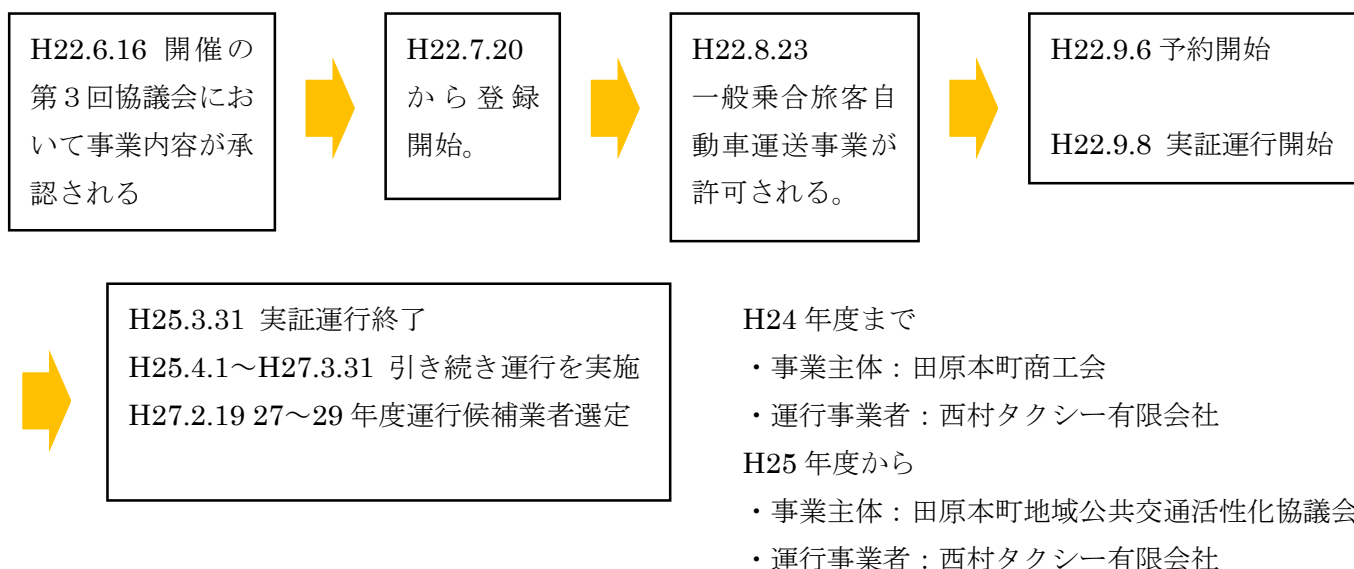 H22.6.16 開催の
第３回協議会にお
いて事業内容が承
認される
H22.7.20
から登録
開始。
H22.8.23
一般乗合旅客自
動車運送事業が
許可される。
H22.9.6 予約開始
H22.9.8 実証運行開始
H25.3.31 実証運行終了
H25.4.1～H27.3.31 引き続き運行を実施
H27.2.19 27～29 年度運行候補業者選定
H24 年度まで
・事業主体：田原本町商工会
・運行事業者：西村タクシー有限会社
H25 年度から
・事業主体：田原本町地域公共交通活性化協議会
・運行事業者：西村タクシー有限会社